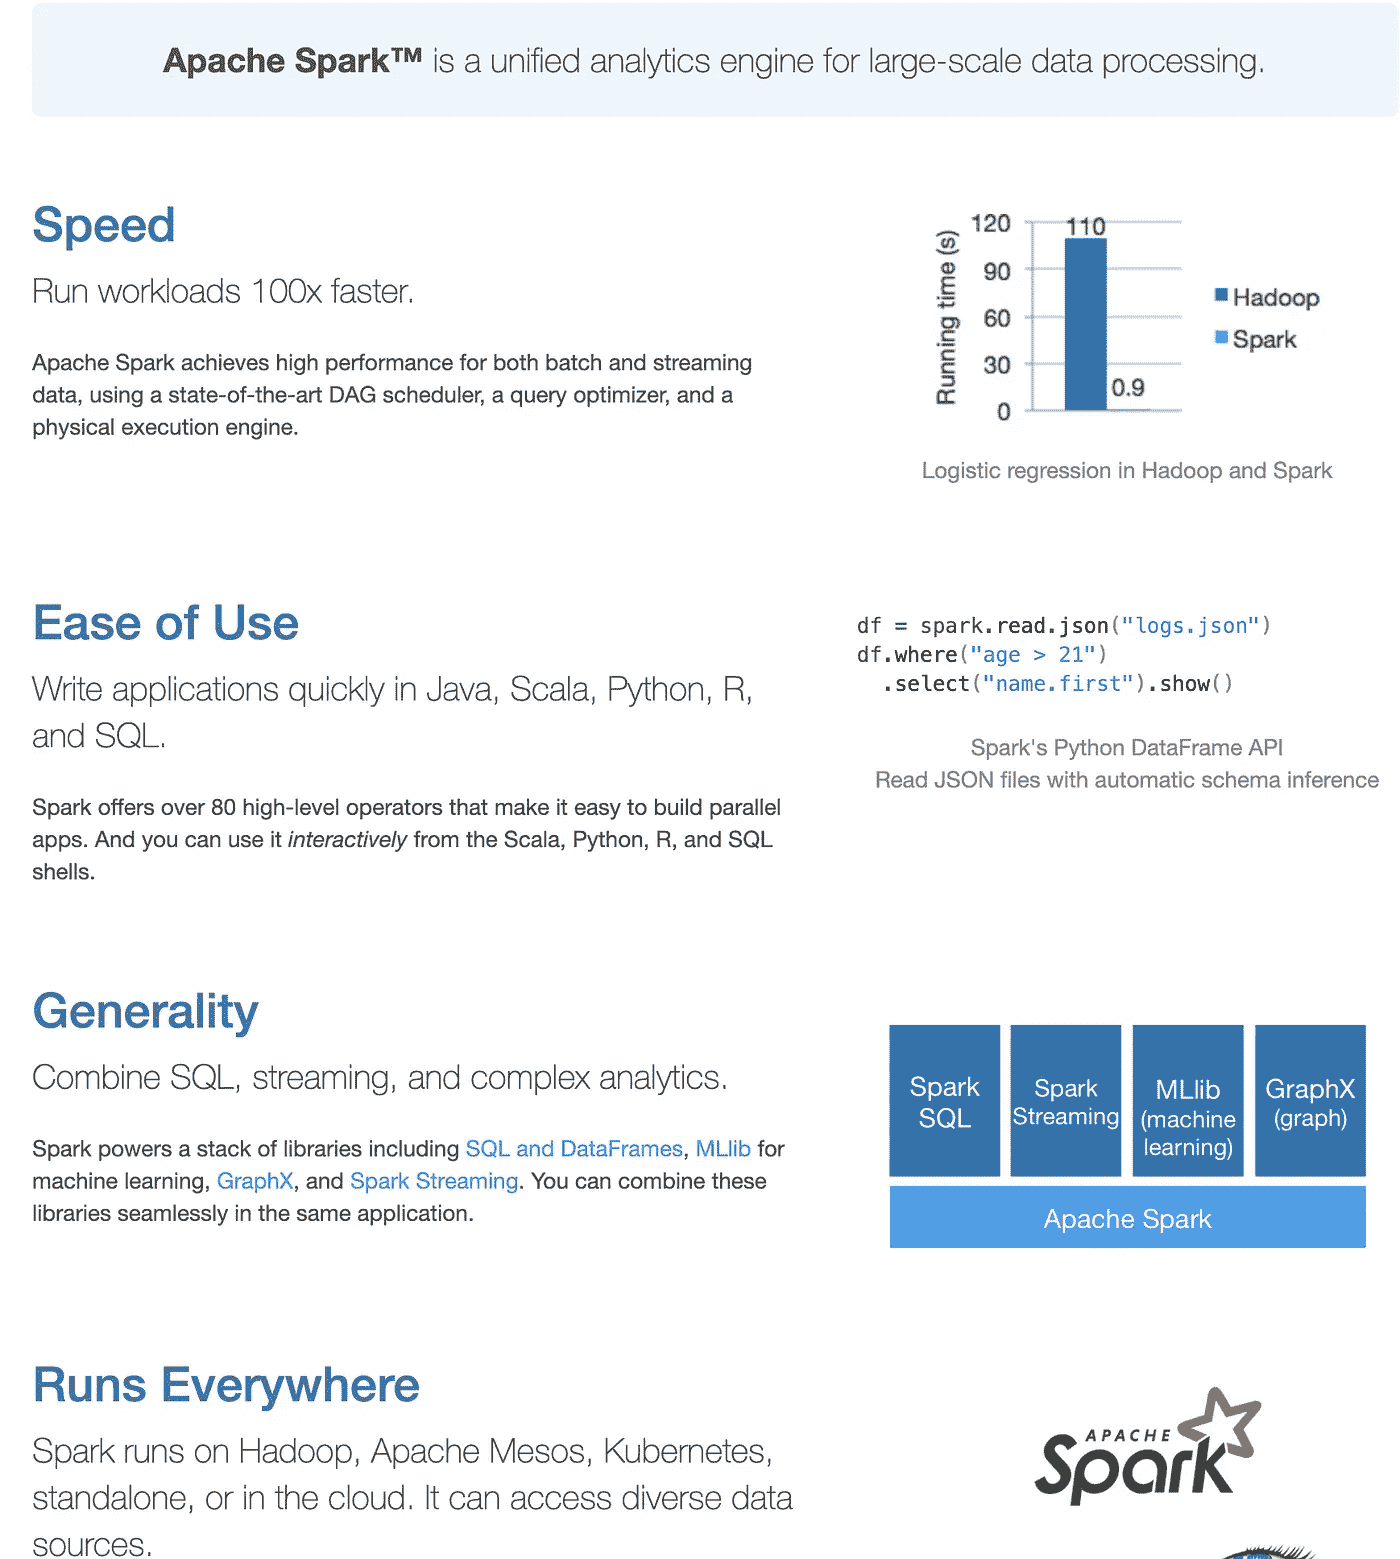 Apache Spark™ is a unified analytics engine for large-scale data processing.
Speed
Run workloads 100x faster.
Apache Spark achieves high performance for both batch and streaming
data, using a state-of-the-art DAG scheduler, a query optimizer, and a
physical execution engine.
Running time (s)
120
90
60
30
0
110
0.9
Hadoop
Spark
Logistic regression in Hadoop and Spark
Ease of Use
Write applications quickly in Java, Scala, Python, R,
and SQL.
Spark offers over 80 high-level operators that make it easy to build parallel
apps. And you can use it interactively from the Scala, Python, R, and SQL
shells.
df = spark.read.json("logs.json")
df.where("age > 21")
  .select("name.first").show()
Spark's Python DataFrame API
Read JSON files with automatic schema inference
Generality
Combine SQL, streaming, and complex analytics.
Spark powers a stack of libraries including SQL and DataFrames, MLlib for
machine learning, GraphX, and Spark Streaming. You can combine these
libraries seamlessly in the same application.
Spark
SQL
Spark
Streaming
MLlib
(machine
learning)
GraphX
(graph)
Apache Spark
Runs Everywhere
Spark runs on Hadoop, Apache Mesos, Kubernetes,
standalone, or in the cloud. It can access diverse data
sources.
APACHE
Spark